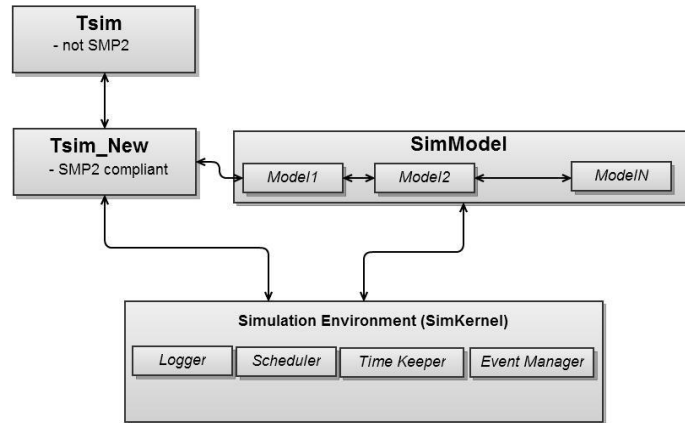 Tsim
- not SMP2
Tsim_New
- SMP2 compliant
SimModel
Model1
Model2
ModelN
Simulation Environment (SimKernel)
Logger
Scheduler
Time Keeper
Event Manager